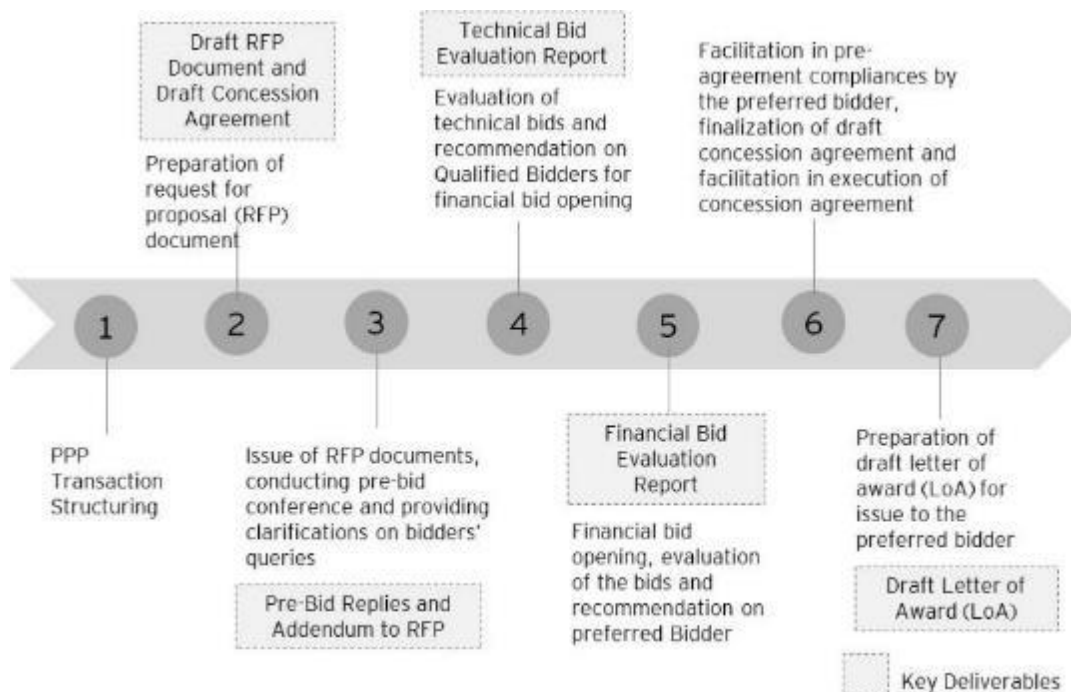 Draft RFP
Document and
Draft Concession
Agreement
Preparation of
request for
proposal (RFP)
document
Technical Bid
Evaluation Report
Evaluation of
technical bids and
recommendation on
Qualified Bidders for
financial bid opening
Facilitation in pre-
agreement compliances by
the preferred bidder,
finalization of draft
concession agreement and
facilitation in execution of
concession agreement
1
2
3
4
5
6
7
PPP
Transaction
Structuring
Issue of RFP documents,
conducting pre-bid
conference and providing
clarifications on bidders'
queries
Pre-Bid Replies and
Addendum to RFP
Financial Bid
Evaluation
Report
Financial bid
opening, evaluation
of the bids and
recommendation on
preferred Bidder
Preparation of
draft letter of
award (LoA) for
issue to the
preferred bidder
Draft Letter of
Award (LoA)
Key Deliverables